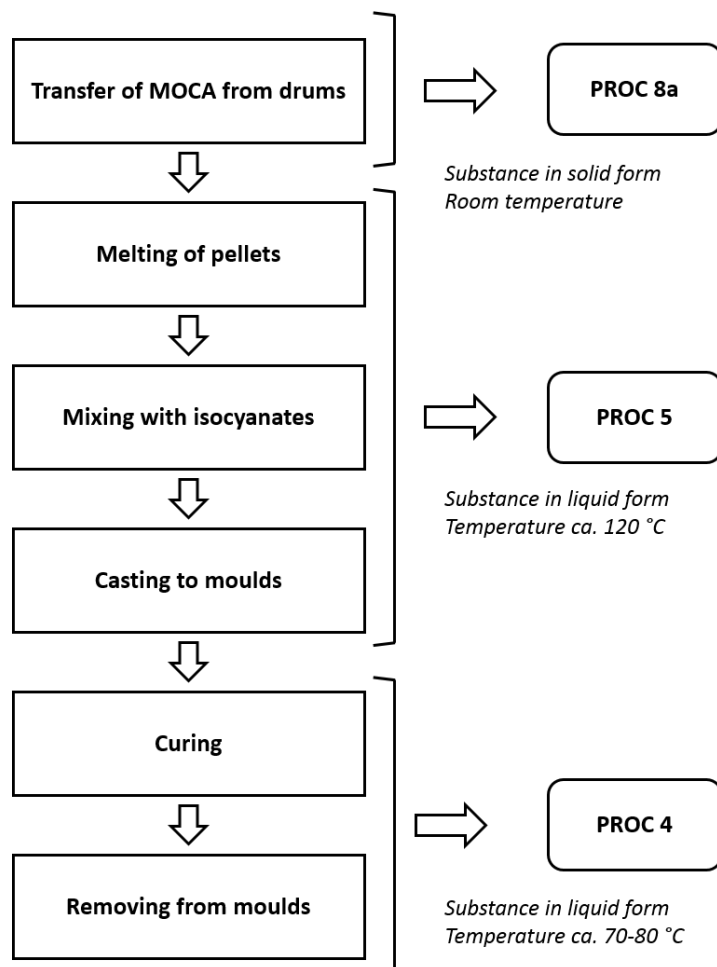 Transfer of MOCA from drums
PROC 8a
Substance in solid form
Room temperature
Melting of pellets
Mixing with isocyanates
PROC 5
Substance in liquid form
Temperature ca. 120 °C
Casting to moulds
Curing
PROC 4
Removing from moulds
Substance in liquid form
Temperature ca. 70-80 °C